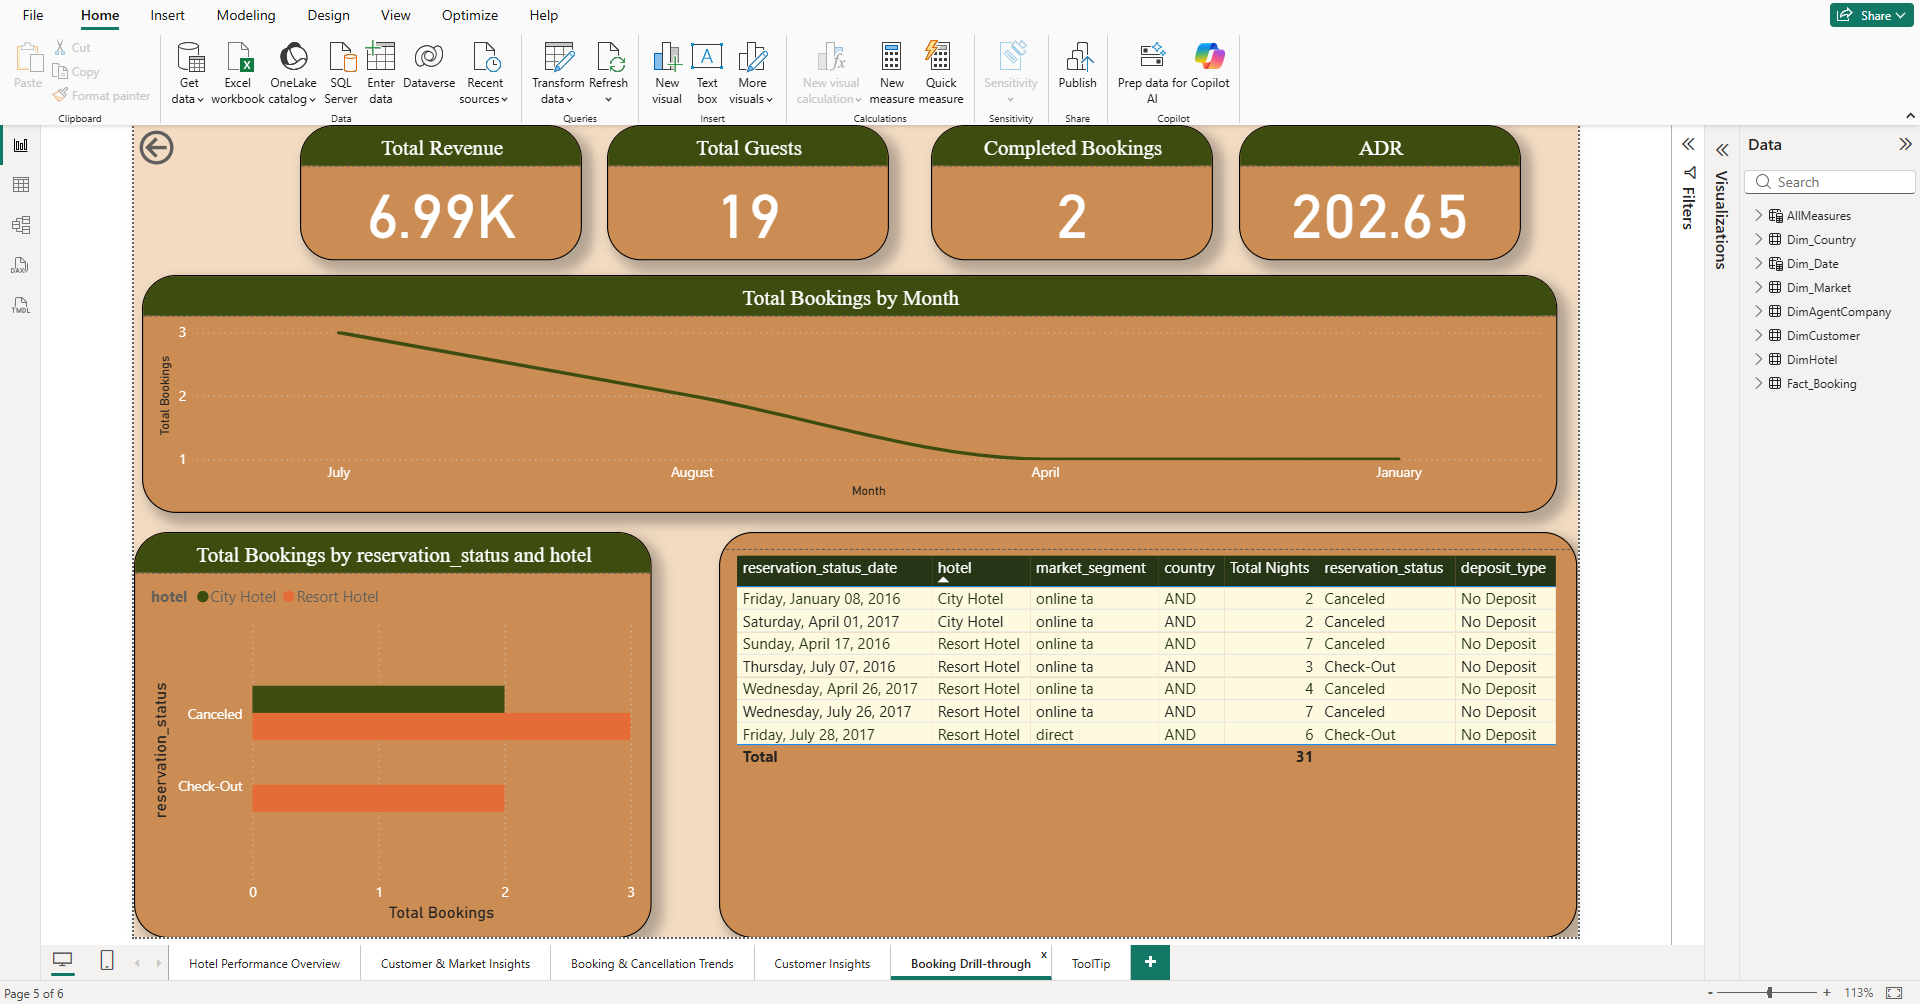 File Home Insert Modeling Design View Optimize Help
Share
Paste
Cut
Copy
Format painter
Clipboard
Get data
Excel workbook
OneLake catalog
SQL Server
Enter data
Dataverse
Recent sources
Data
Transform data
Refresh
Queries
New visual
A
Text box
More visuals
Insert
New visual calculation
New measure
Quick measure
Calculations
Sensitivity
Sensitivity
Publish
Share
Prep data for AI
Copilot
Copilot
DAX
TMDL
Total Revenue
6.99K
Total Guests
19
Completed Bookings
2
ADR
202.65
Total Bookings by Month
Total Bookings
3
2
1
July August April January
Month
Total Bookings by reservation_status and hotel
hotel City Hotel Resort Hotel
reservation_status
Canceled
Check-Out
0 1 2 3
Total Bookings
reservation_status_date hotel market_segment country Total Nights reservation_status deposit_type
Friday, January 08, 2016 City Hotel online ta AND 2 Canceled No Deposit
Saturday, April 01, 2017 City Hotel online ta AND 2 Canceled No Deposit
Sunday, April 17, 2016 Resort Hotel online ta AND 7 Canceled No Deposit
Thursday, July 07, 2016 Resort Hotel online ta AND 3 Check-Out No Deposit
Wednesday, April 26, 2017 Resort Hotel online ta AND 4 Canceled No Deposit
Wednesday, July 26, 2017 Resort Hotel online ta AND 7 Canceled No Deposit
Friday, July 28, 2017 Resort Hotel direct AND 6 Check-Out No Deposit
Total 31
Filters
Visualizations
Data
Search
AllMeasures
Dim_Country
Dim_Date
Dim_Market
DimAgentCompany
DimCustomer
DimHotel
Fact_Booking
Hotel Performance Overview
Customer & Market Insights
Booking & Cancellation Trends
Customer Insights
Booking Drill-through x
ToolTip
+
Page 5 of 6
- + 113%